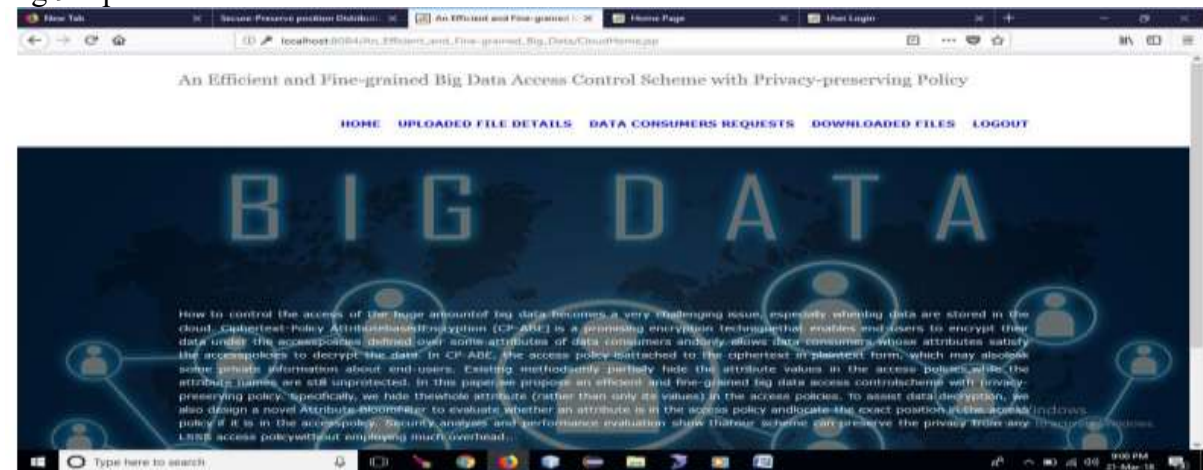 New Tab Secure-Preserve position Distributi... An Efficient and Fine-grained Home Page User Login
localhost:8084/An_Efficient_and_Fine-grained_Big_Data/CloudHome.jsp
An Efficient and Fine-grained Big Data Access Control Scheme with Privacy-preserving Policy
HOME UPLOADED FILE DETAILS DATA CONSUMERS REQUESTS DOWNLOADED FILES LOGOUT
BIG DATA
How to control the access of the huge amountof big data becomes a very challenging issue, especially whenbig data are stored in the
cloud. Ciphertext-Policy AttributebasedEncryption (CP-ABE) is a promising encryption techniquethat enables end-users to encrypt their
data under the accesspolicies defined over some attributes of data consumers andonly allows data consumers whose attributes satisfy
the accesspolicies to decrypt the data. In CP-ABE, the access policy isattached to the ciphertext in plaintext form, which may alsoleak
some private information about end-users. Existing methodsonly partially hide the attribute values in the access policies,while the
attribute names are still unprotected. In this paper,we propose an efficient and fine-grained big data access controlscheme with privacy-
preserving policy. Specifically, we hide thewhole attribute (rather than only its values) in the access policies. To assist data decryption, we
also design a novel Attribute Bloomfilter to evaluate whether an attribute is in the access policy andlocate the exact position in the access
policy if it is in the accesspolicy. Security analysis and performance evaluation show thatour scheme can preserve the privacy from any
LSSS access policywithout employing much overhead...
Type here to search 9:00 PM